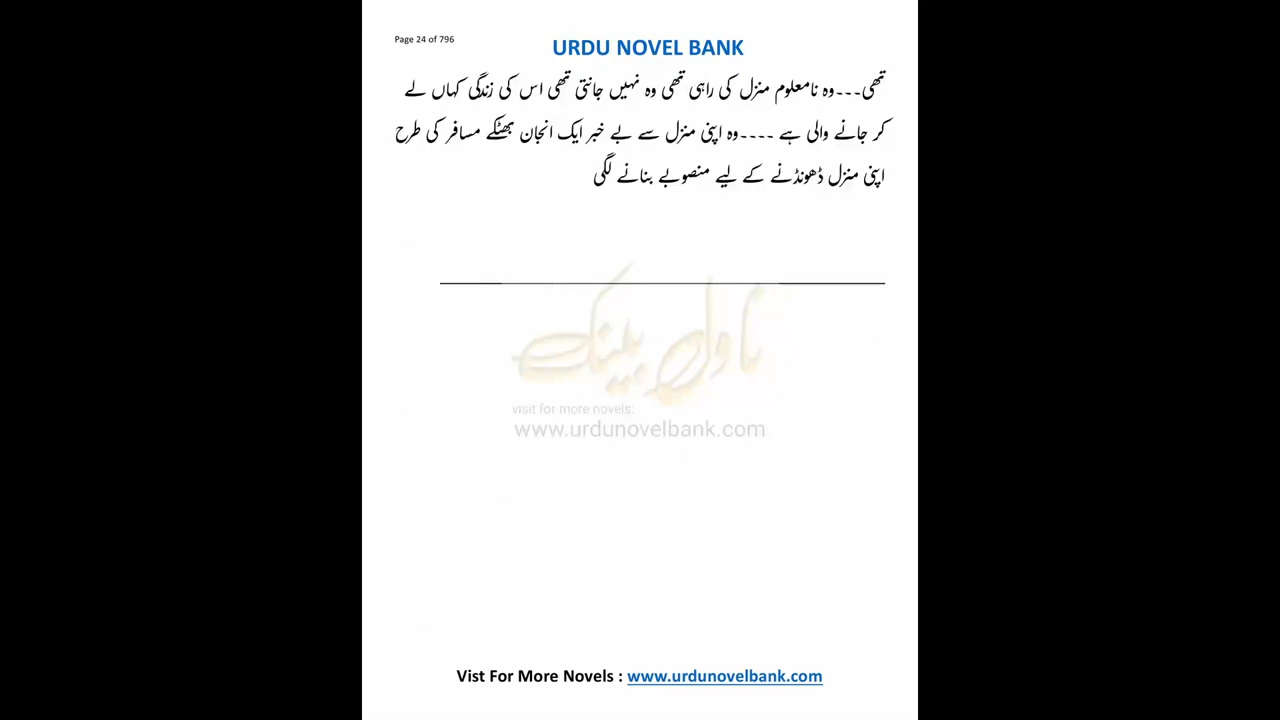 Page 24 of 796
URDU NOVEL BANK
تھی۔۔۔وہ نامعلوم منزل کی راہی تھی وہ نہیں جانتی تھی اس کی زندگی کہاں لے
کر جانے والی ہے ۔۔۔۔وہ اپنی منزل سے بے خبر ایک انجان بھٹکے مسافر کی طرح
اپنی منزل ڈھونڈنے کے لیے منصوبے بنانے لگی
ناول بینک
visit for more novels:
www.urdunovelbank.com
Vist For More Novels : www.urdunovelbank.com